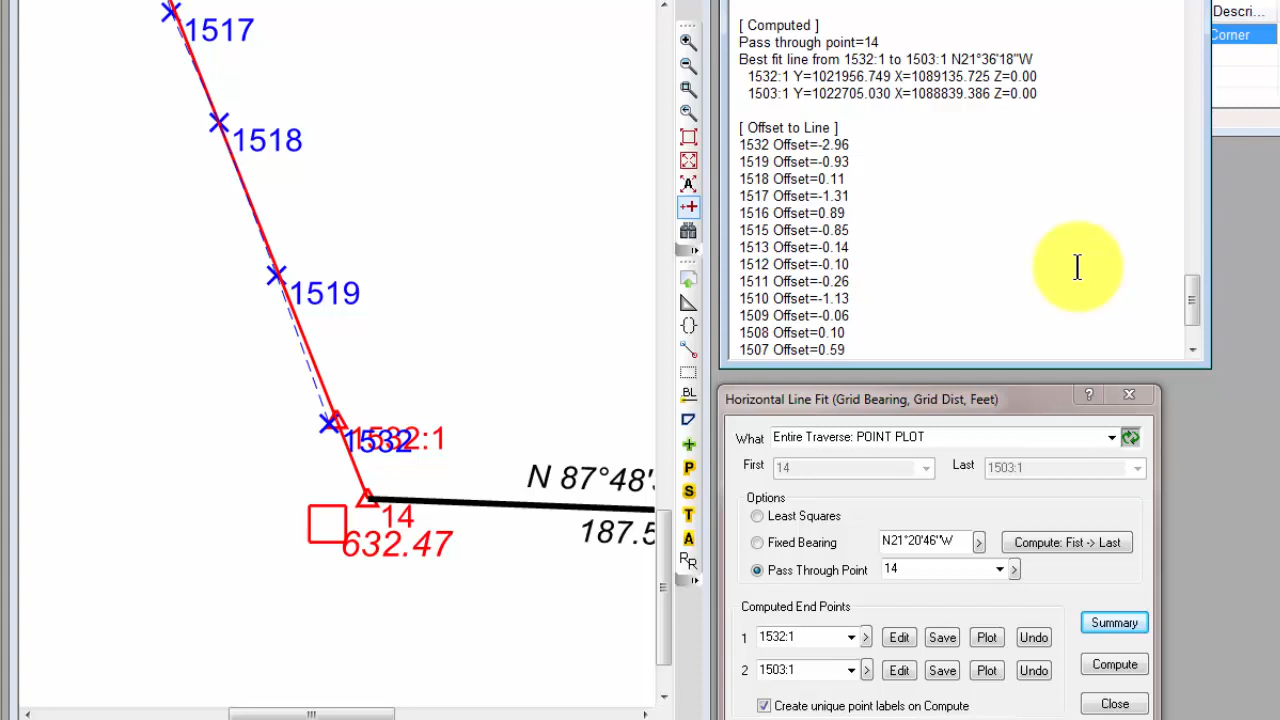 1517
1518
1519
1532:1
1532
14
632.47
N 87°48'
187.5
A
BL
P
S
T
A
R R
[ Computed ]
Pass through point=14
Best fit line from 1532:1 to 1503:1 N21°36'18"W
1532:1 Y=1021956.749 X=1089135.725 Z=0.00
1503:1 Y=1022705.030 X=1088839.386 Z=0.00
[ Offset to Line ]
1532 Offset=-2.96
1519 Offset=-0.93
1518 Offset=0.11
1517 Offset=-1.31
1516 Offset=0.89
1515 Offset=-0.85
1513 Offset=-0.14
1512 Offset=-0.10
1511 Offset=-0.26
1510 Offset=-1.13
1509 Offset=-0.06
1508 Offset=0.10
1507 Offset=0.59
Descri...
Corner
Horizontal Line Fit (Grid Bearing, Grid Dist, Feet)
What Entire Traverse: POINT PLOT
First 14 Last 1503:1
Options
Least Squares
Fixed Bearing N21°20'46"W > Compute: Fist -> Last
Pass Through Point 14 >
Computed End Points
1 1532:1 > Edit Save Plot Undo
2 1503:1 > Edit Save Plot Undo
Create unique point labels on Compute
Summary
Compute
Close